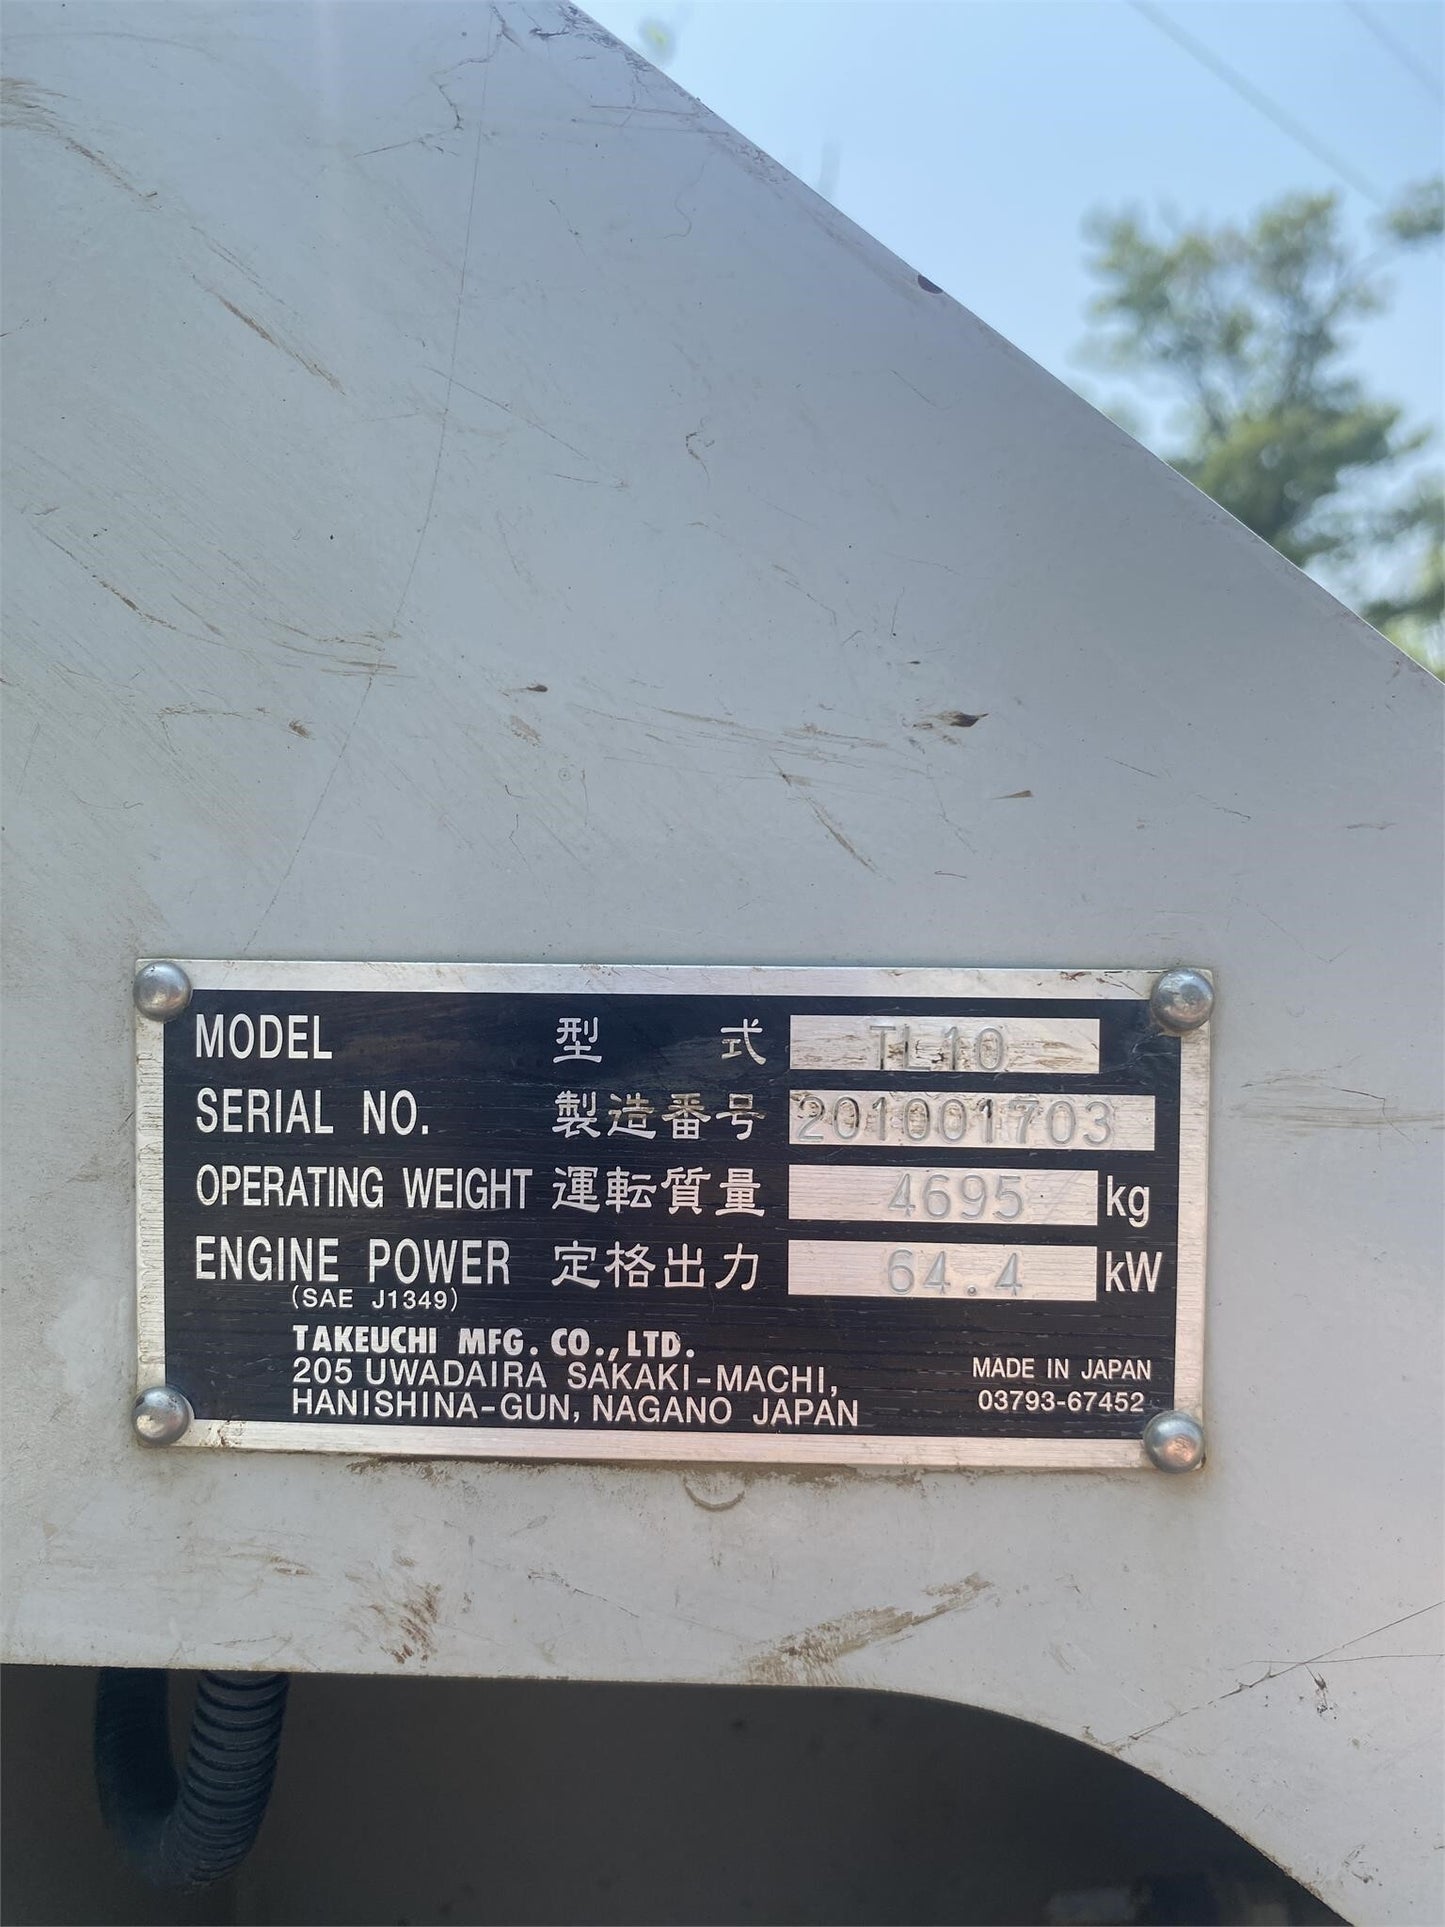 MODEL 型 式 TL10
SERIAL NO. 製造番号 201001703
OPERATING WEIGHT 運転質量 4695 kg
ENGINE POWER 定格出力 64.4 kW
(SAE J1349)
TAKEUCHI MFG. CO., LTD.
205 UWADAIRA SAKAKI-MACHI,
HANISHINA-GUN, NAGANO JAPAN
MADE IN JAPAN
03793-67452